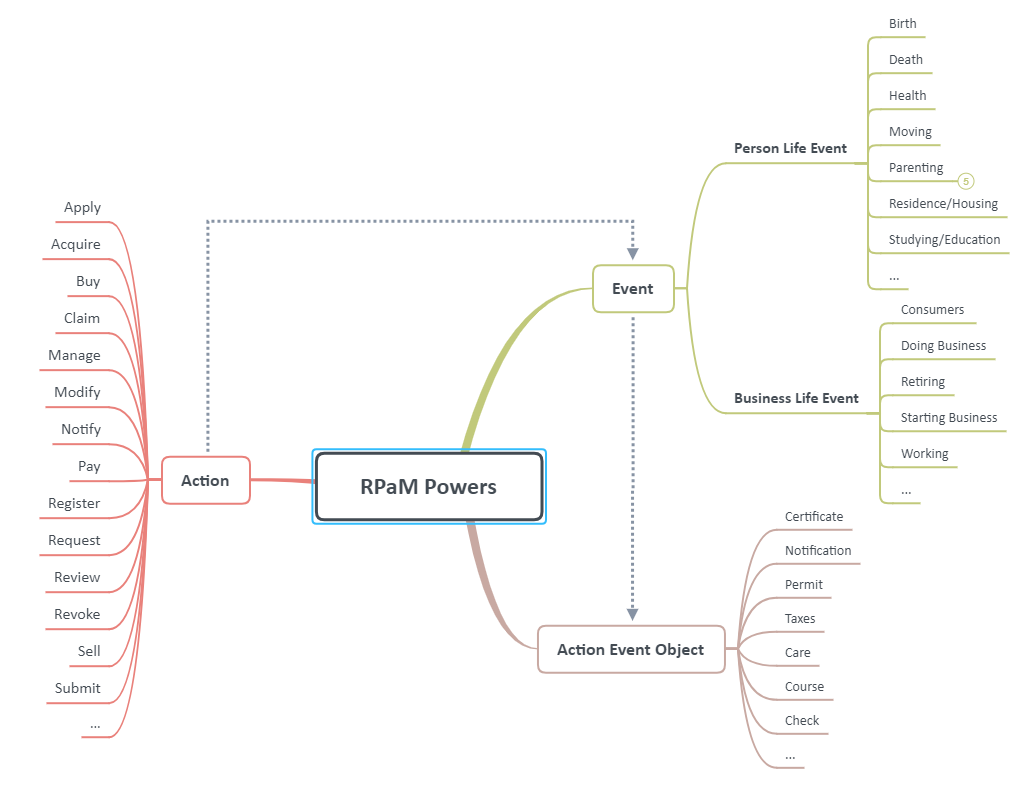 RPaM Powers
Action
Apply
Acquire
Buy
Claim
Manage
Modify
Notify
Pay
Register
Request
Review
Revoke
Sell
Submit
...
Event
Person Life Event
Birth
Death
Health
Moving
Parenting
5
Residence/Housing
Studying/Education
...
Business Life Event
Consumers
Doing Business
Retiring
Starting Business
Working
...
Action Event Object
Certificate
Notification
Permit
Taxes
Care
Course
Check
...